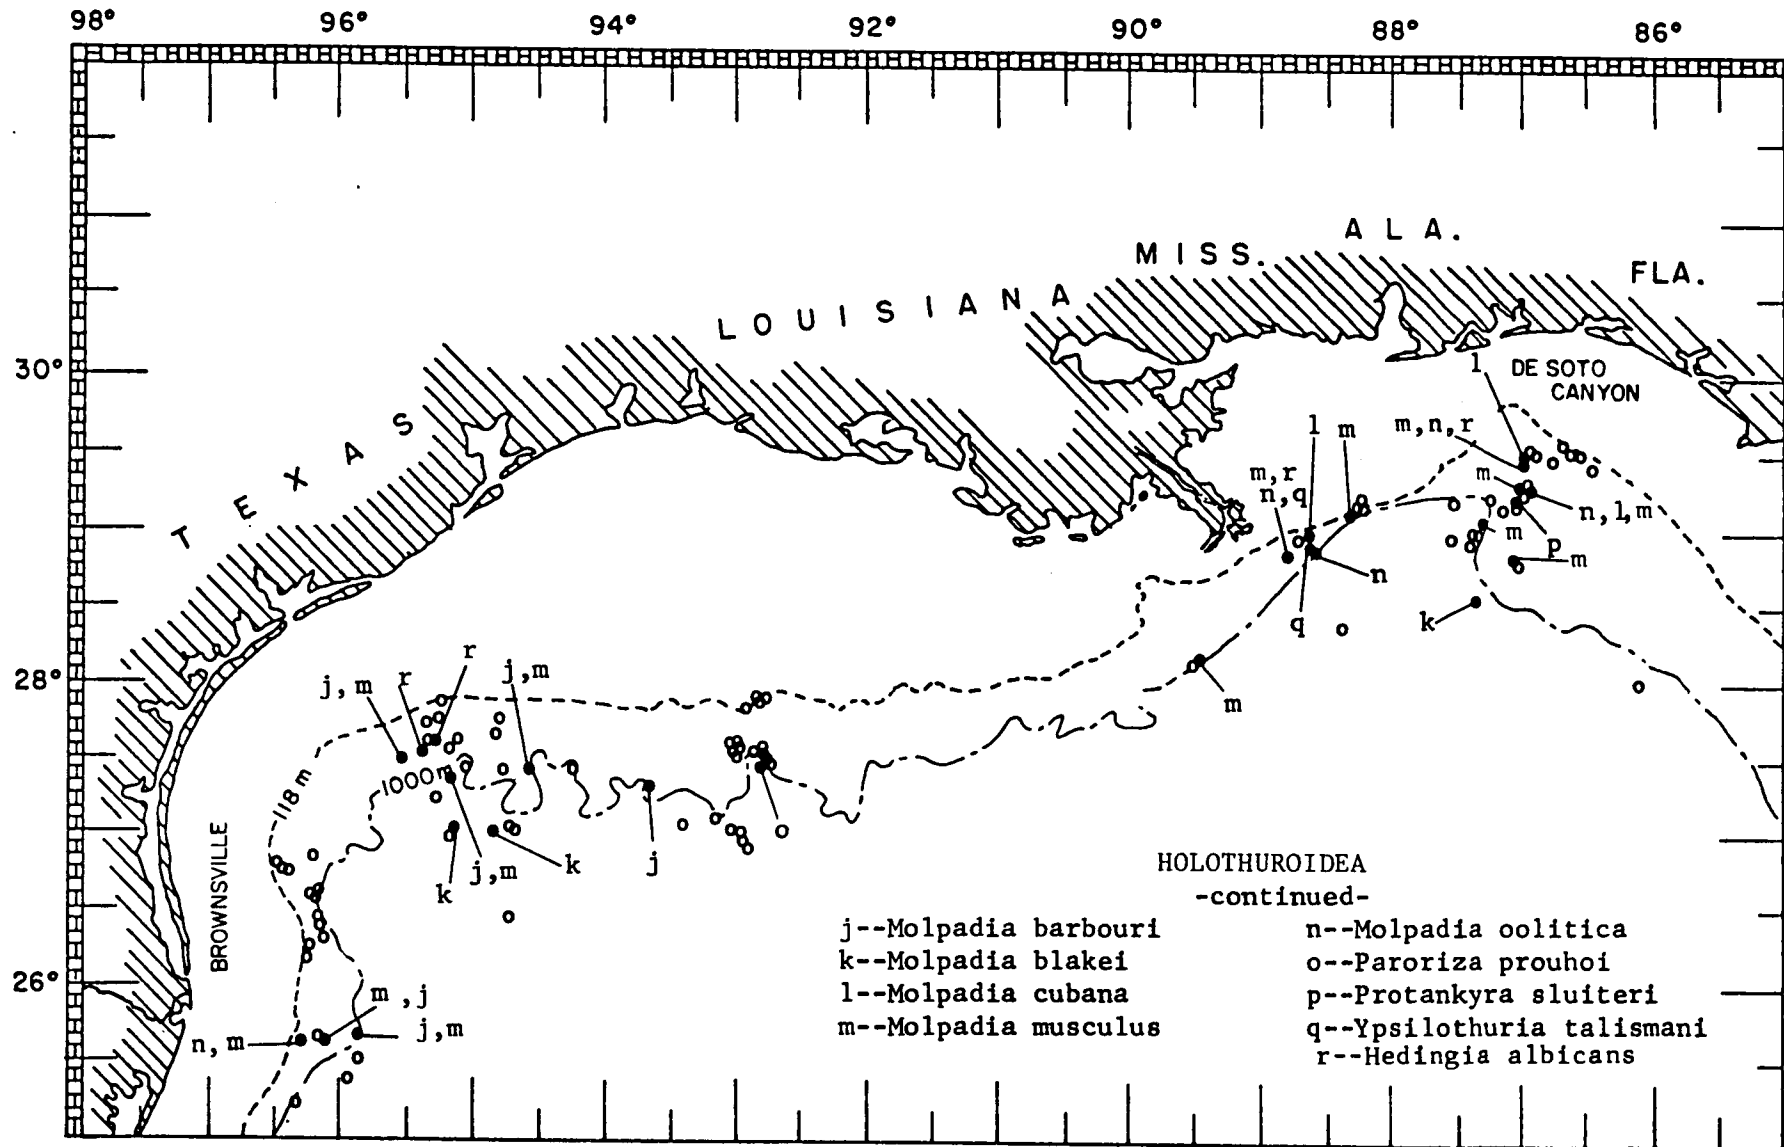 98° 96° 94° 92° 90° 88° 86°
ALA.
MISS.
FLA.
LOUISIANA
TEXAS
30°
DE SOTO
CANYON
l
m,n,r
l m
m,r
n,q
m
n,l,m
m
p
m
n
q
k
28°
j,m r r j,m
m
118 m
1000m
j,m
k
k
j
o
BROWNSVILLE
26°
m,j
n,m
j,m
HOLOTHUROIDEA
-continued-
j--Molpadia barbouri
k--Molpadia blakei
l--Molpadia cubana
m--Molpadia musculus
n--Molpadia oolitica
o--Paroriza prouhoi
p--Protankyra sluiteri
q--Ypsilothuria talismani
r--Hedingia albicans